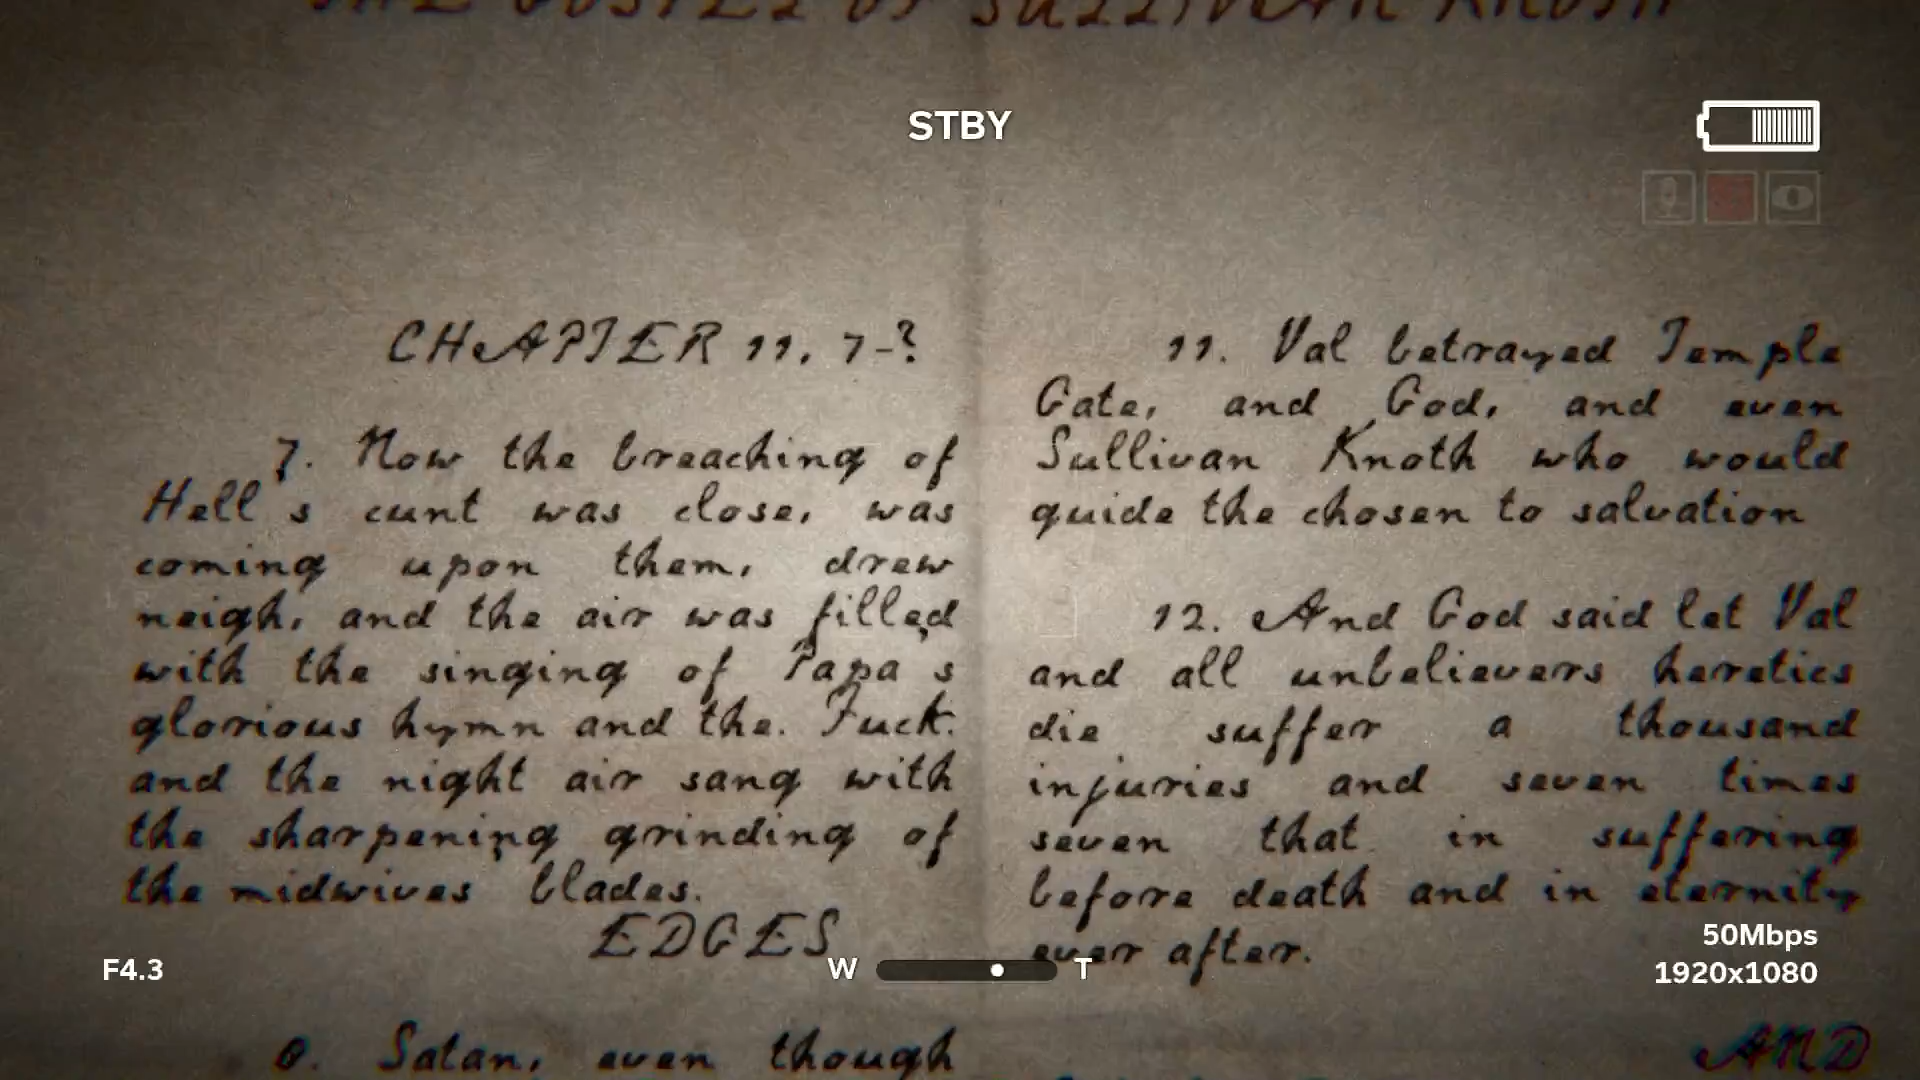 THE GOSPEL OF SULLIVAN KNOTH
STBY
CHAPTER 11, 7-?
7. Now the breaching of
Hell s cunt was close, was
coming upon them, drew
neigh, and the air was filled
with the singing of Papa s
glorious hymn and the. Fuck.
and the night air sang with
the sharpening grinding of
the midwives blades.
EDGES
8. Satan, even though
11. Val betrayed Temple
Gate, and God, and even
Sullivan Knoth who would
guide the chosen to salvation
12. And God said let Val
and all unbelievers heretics
die suffer a thousand
injuries and seven times
seven that in suffering
before death and in eternity
ever after.
AND
F4.3
W T
50Mbps
1920x1080